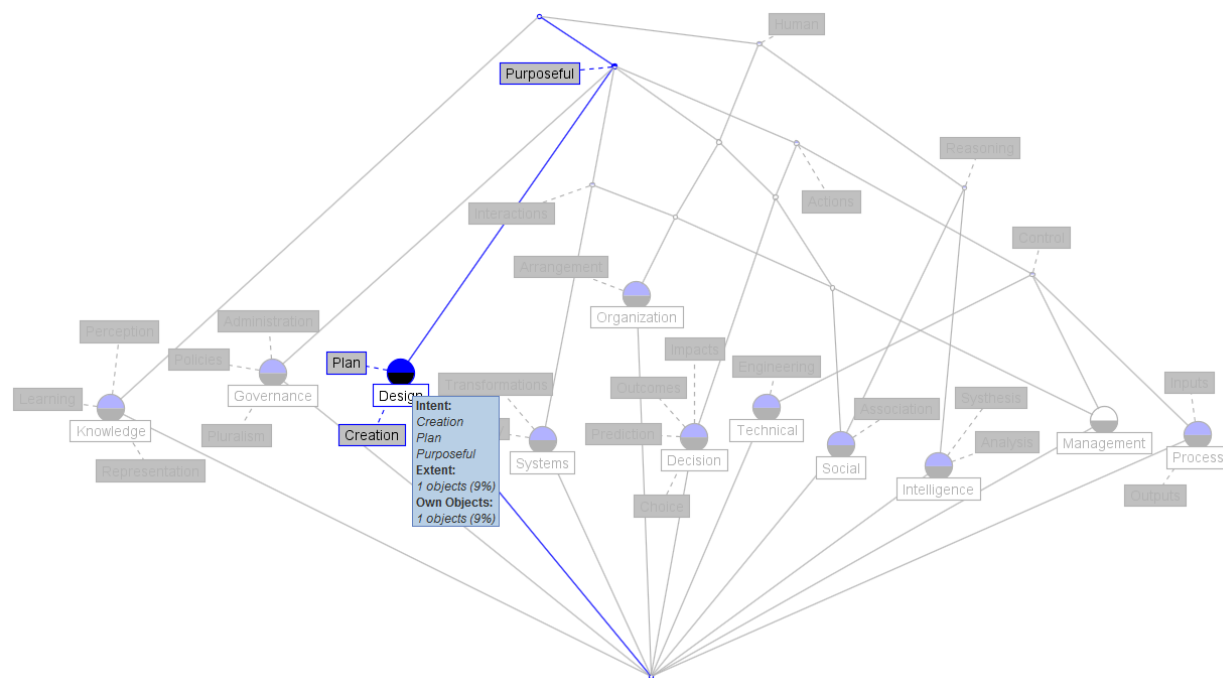 Human
Purposeful
Reasoning
Interactions
Actions
Control
Arrangement
Organization
Perception
Administration
Impacts
Policies
Plan
Transformations
Outcomes
Engineering
Inputs
Learning
Governance
Design
Association
Systhesis
Knowledge
Pluralism
Creation
Prediction
Technical
Analysis
Management
Representation
Systems
Decision
Social
Process
Choice
Intelligence
Outputs
Intent:
Creation
Plan
Purposeful
Extent:
1 objects (9%)
Own Objects:
1 objects (9%)